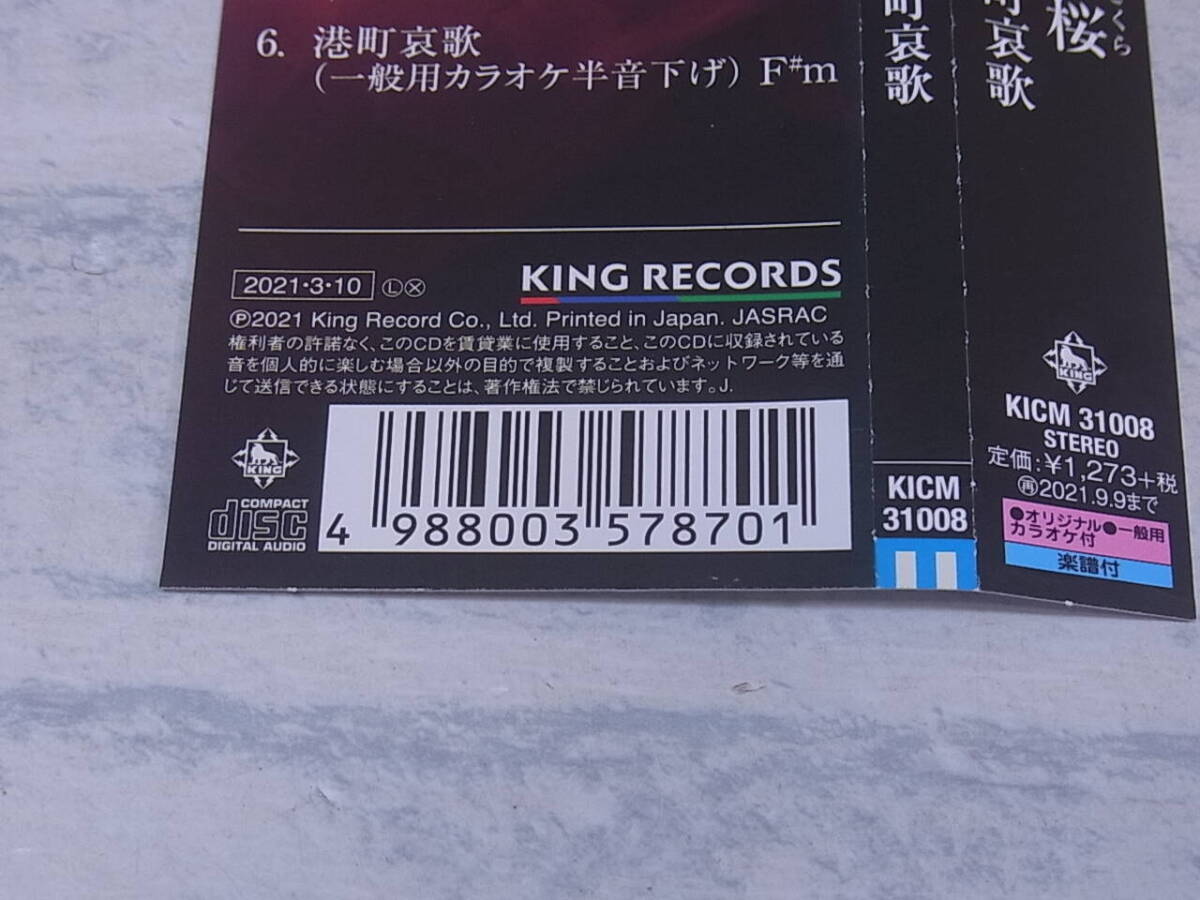 6. 港町哀歌
(一般用カラオケ半音下げ) F#m
2021・3・10 Ⓛ Ⓧ
KING RECORDS
Ⓟ2021 King Record Co., Ltd. Printed in Japan. JASRAC
権利者の許諾なく、このCDを賃貸業に使用すること、このCDに収録されている
音を個人的に楽しむ場合以外の目的で複製することおよびネットワーク等を通
じて送信できる状態にすることは、著作権法で禁じられています。J.
KING
COMPACT
disc
DIGITAL AUDIO
4 988003 578701
町哀歌
KICM
31008
桜
くら
町哀歌
KING
KICM 31008
STEREO
定価:¥1,273+税
㊢2021.9.9まで
●オリジナル●一般用
カラオケ付
楽譜付